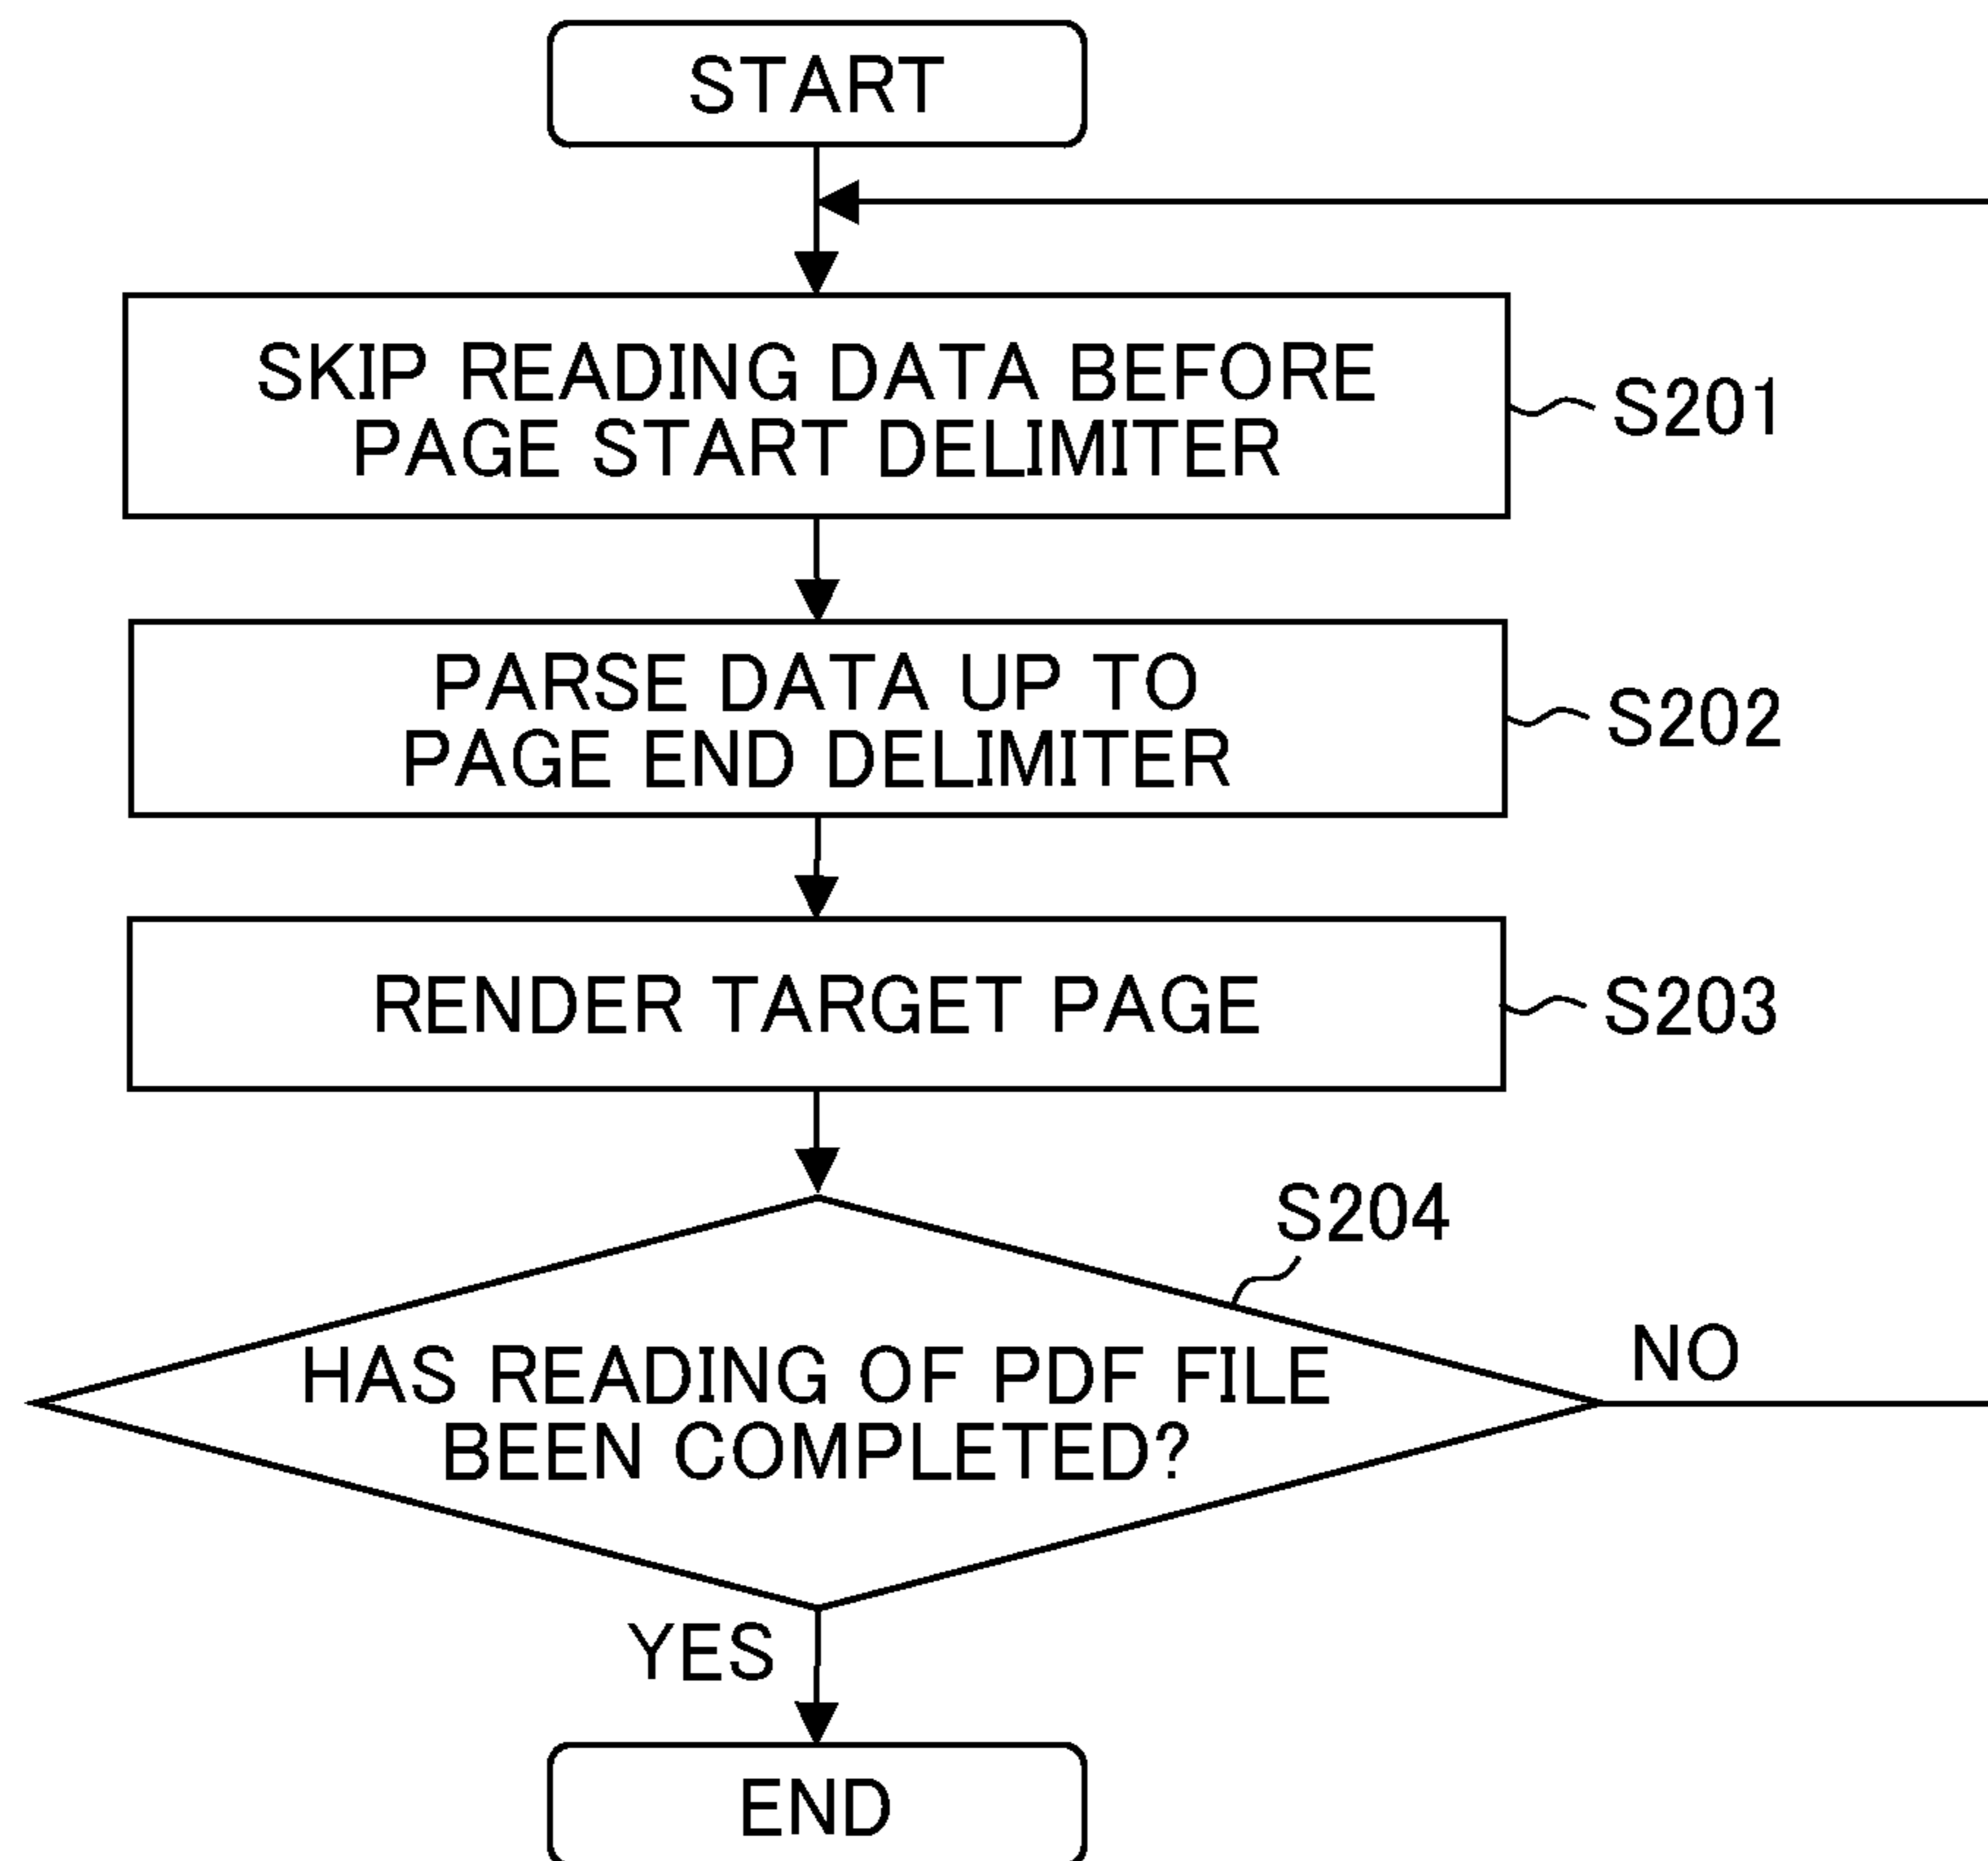 START
SKIP READING DATA BEFORE
PAGE START DELIMITER
S201
PARSE DATA UP TO
PAGE END DELIMITER
S202
RENDER TARGET PAGE
S203
S204
HAS READING OF PDF FILE
BEEN COMPLETED?
NO
YES
END